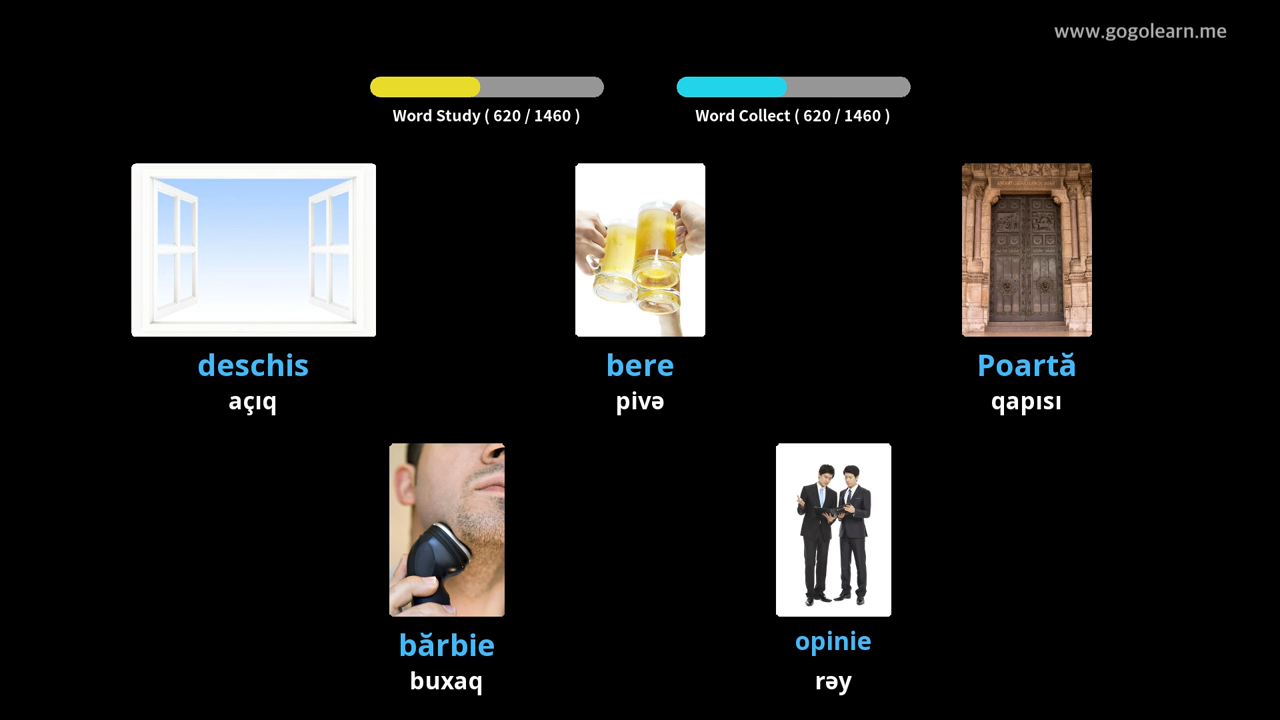 www.gogolearn.me
Word Study ( 620 / 1460 )
Word Collect ( 620 / 1460 )
deschis
açıq
bere
pivə
Poartă
qapısı
bărbie
buxaq
opinie
rəy